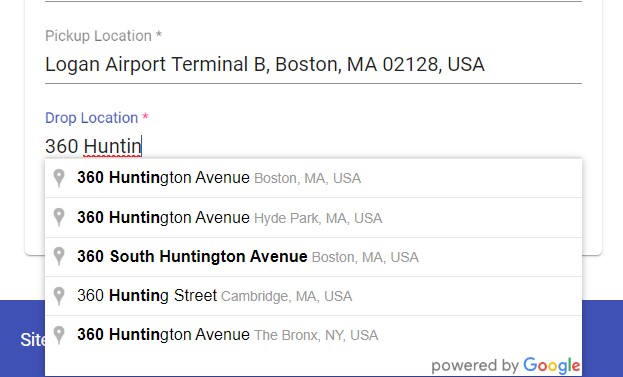 Pickup Location *
Logan Airport Terminal B, Boston, MA 02128, USA
Drop Location *
360 Huntin
360 Huntington Avenue Boston, MA, USA
360 Huntington Avenue Hyde Park, MA, USA
360 South Huntington Avenue Boston, MA, USA
360 Hunting Street Cambridge, MA, USA
360 Huntington Avenue The Bronx, NY, USA
powered by Google